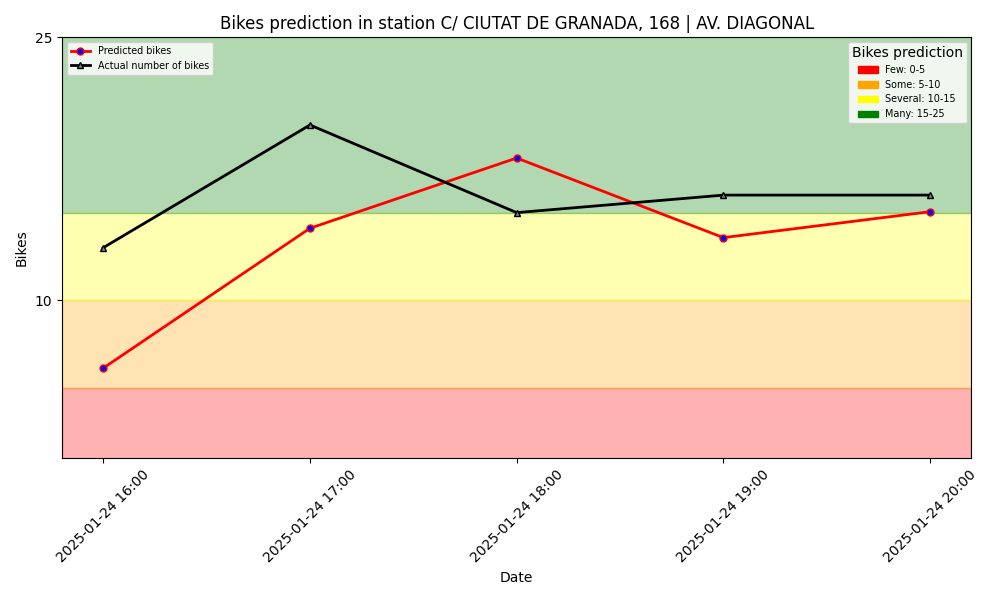 Bikes prediction in station C/ CIUTAT DE GRANADA, 168 | AV. DIAGONAL
25
Predicted bikes
Actual number of bikes
Bikes prediction
Few: 0-5
Some: 5-10
Several: 10-15
Many: 15-25
Bikes
10
2025-01-24 16:00
2025-01-24 17:00
2025-01-24 18:00
2025-01-24 19:00
2025-01-24 20:00
Date